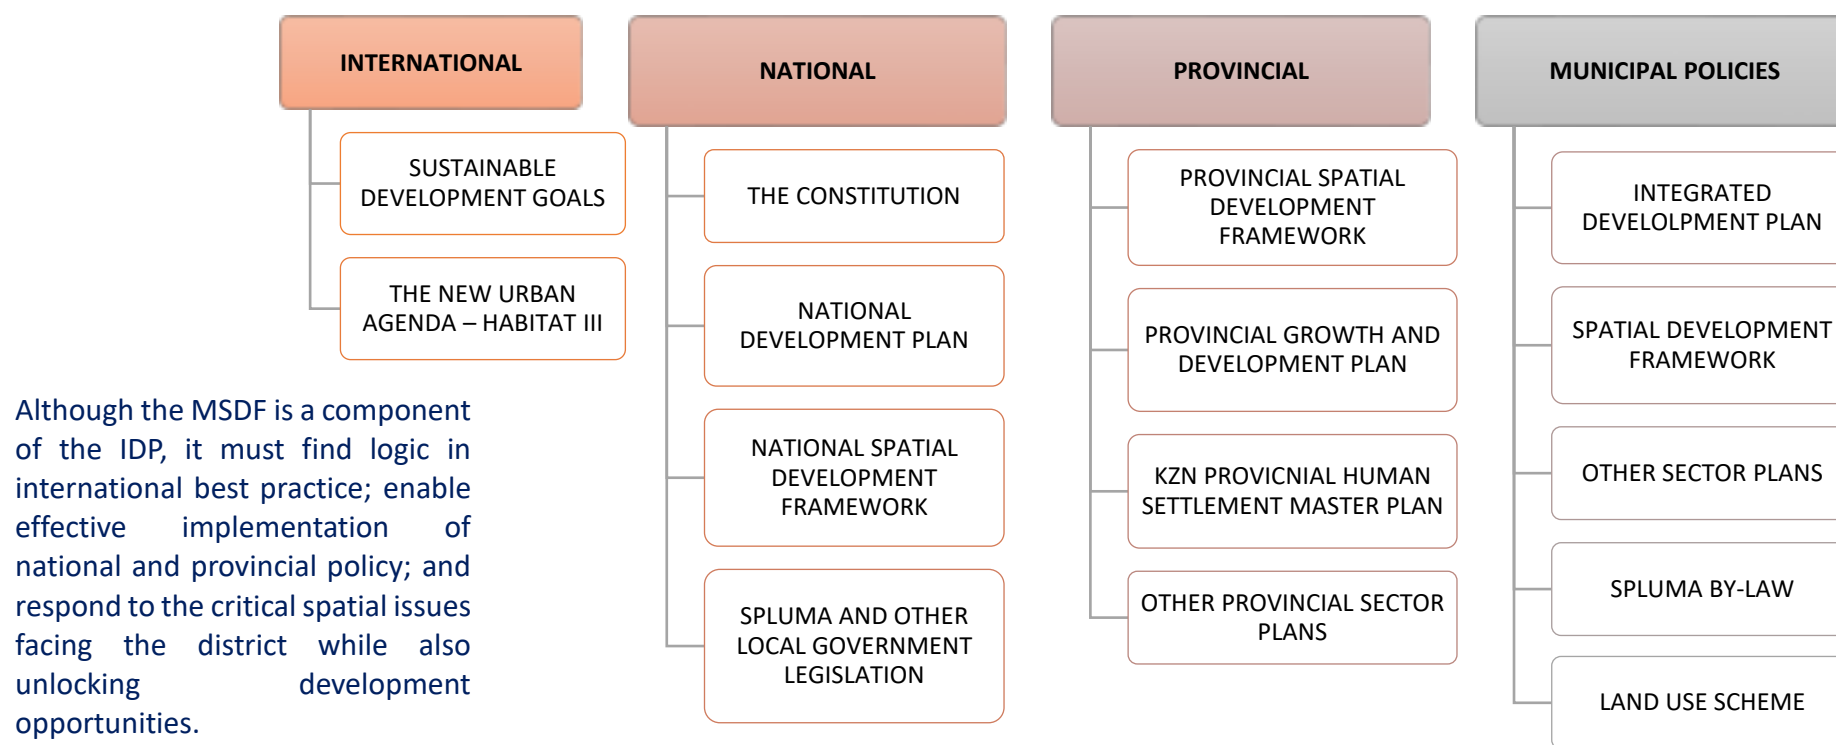 INTERNATIONAL
SUSTAINABLE
DEVELOPMENT GOALS
THE NEW URBAN
AGENDA – HABITAT III
NATIONAL
THE CONSTITUTION
NATIONAL
DEVELOPMENT PLAN
NATIONAL SPATIAL
DEVELOPMENT
FRAMEWORK
SPLUMA AND OTHER
LOCAL GOVERNMENT
LEGISLATION
PROVINCIAL
PROVINCIAL SPATIAL
DEVELOPMENT
FRAMEWORK
PROVINCIAL GROWTH AND
DEVELOPMENT PLAN
KZN PROVICNIAL HUMAN
SETTLEMENT MASTER PLAN
OTHER PROVINCIAL SECTOR
PLANS
MUNICIPAL POLICIES
INTEGRATED
DEVELOLPMENT PLAN
SPATIAL DEVELOPMENT
FRAMEWORK
OTHER SECTOR PLANS
SPLUMA BY-LAW
LAND USE SCHEME
Although the MSDF is a component
of the IDP, it must find logic in
international best practice; enable
effective implementation of
national and provincial policy; and
respond to the critical spatial issues
facing the district while also
unlocking development
opportunities.